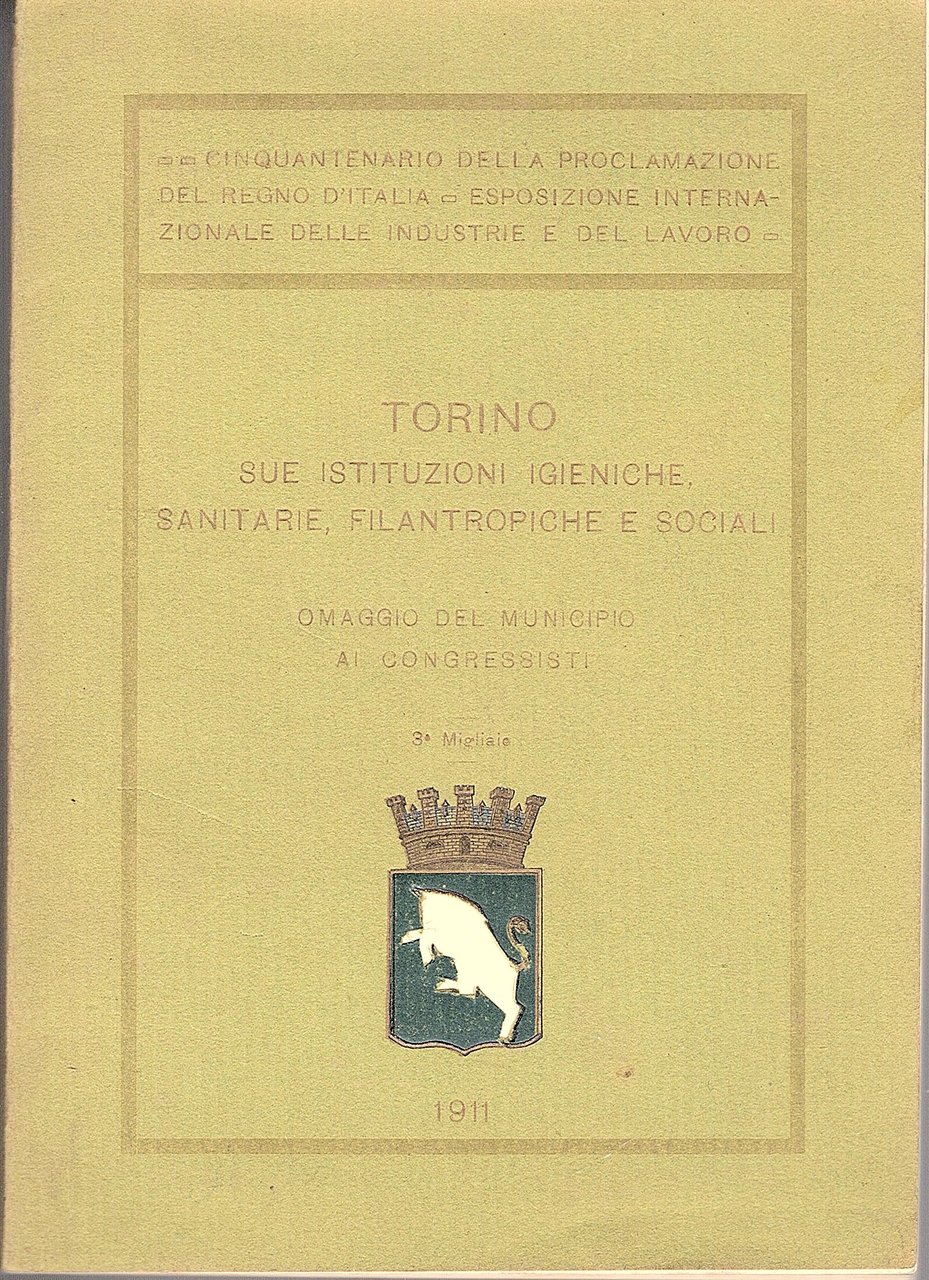 CINQUANTENARIO DELLA PROCLAMAZIONE
DEL REGNO D'ITALIA ▭ ESPOSIZIONE INTERNA-
ZIONALE DELLE INDUSTRIE E DEL LAVORO
TORINO
SUE ISTITUZIONI IGIENICHE,
SANITARIE, FILANTROPICHE E SOCIALI
OMAGGIO DEL MUNICIPIO
AI CONGRESSISTI
3º Migliaio
1911